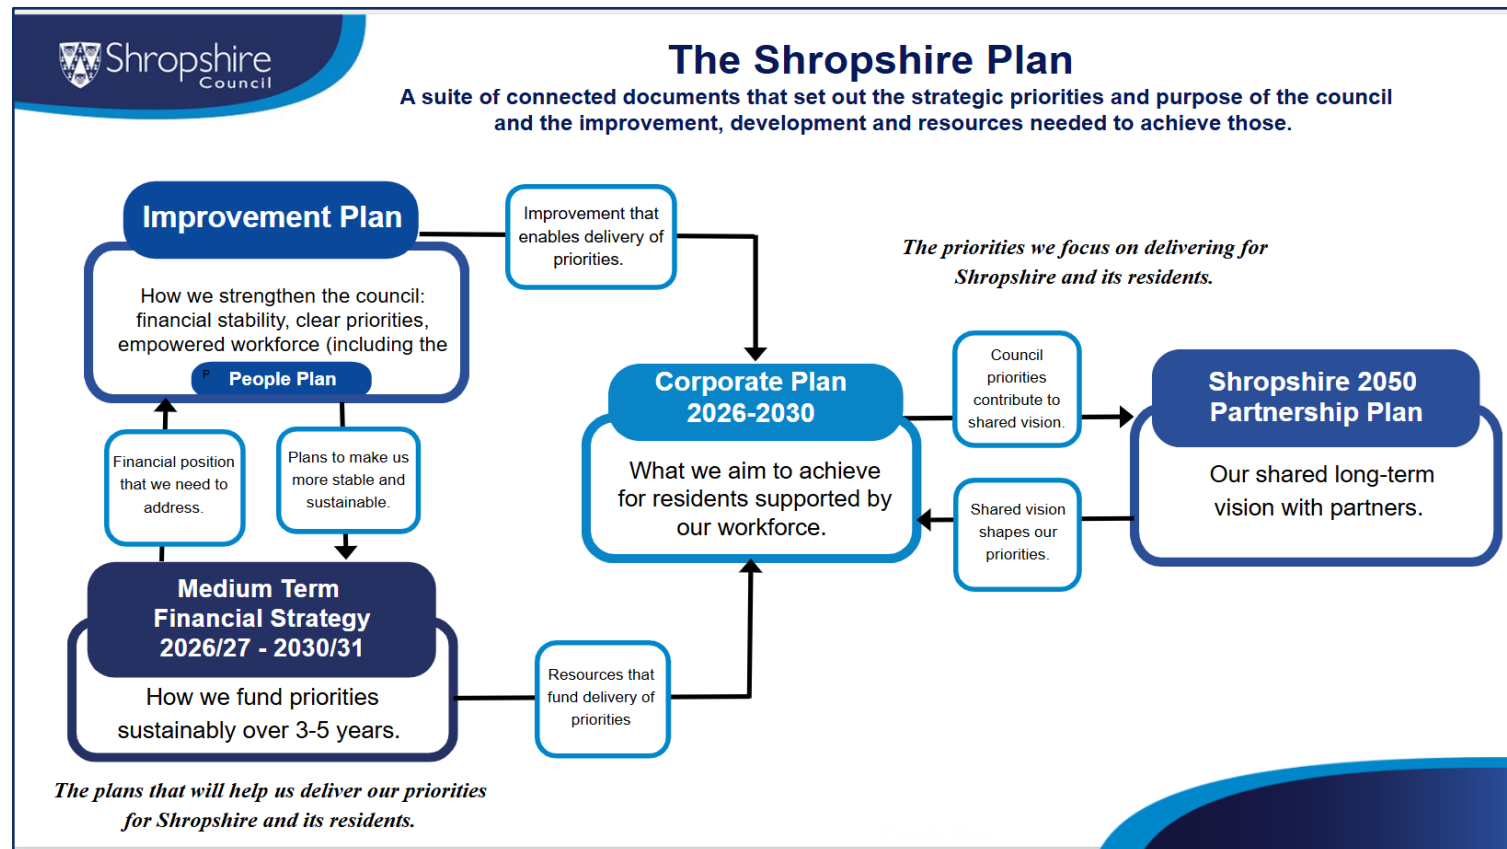 Shropshire
Council
The Shropshire Plan
A suite of connected documents that set out the strategic priorities and purpose of the council
and the improvement, development and resources needed to achieve those.
Improvement Plan
How we strengthen the council:
financial stability, clear priorities,
empowered workforce (including the
P
People Plan
Improvement that
enables delivery of
priorities.
The priorities we focus on delivering for
Shropshire and its residents.
Financial position
that we need to
address.
Plans to make us
more stable and
sustainable.
Corporate Plan
2026-2030
What we aim to achieve
for residents supported by
our workforce.
Council
priorities
contribute to
shared vision.
Shared vision
shapes our
priorities.
Shropshire 2050
Partnership Plan
Our shared long-term
vision with partners.
Medium Term
Financial Strategy
2026/27 - 2030/31
How we fund priorities
sustainably over 3-5 years.
Resources that
fund delivery of
priorities
The plans that will help us deliver our priorities
for Shropshire and its residents.